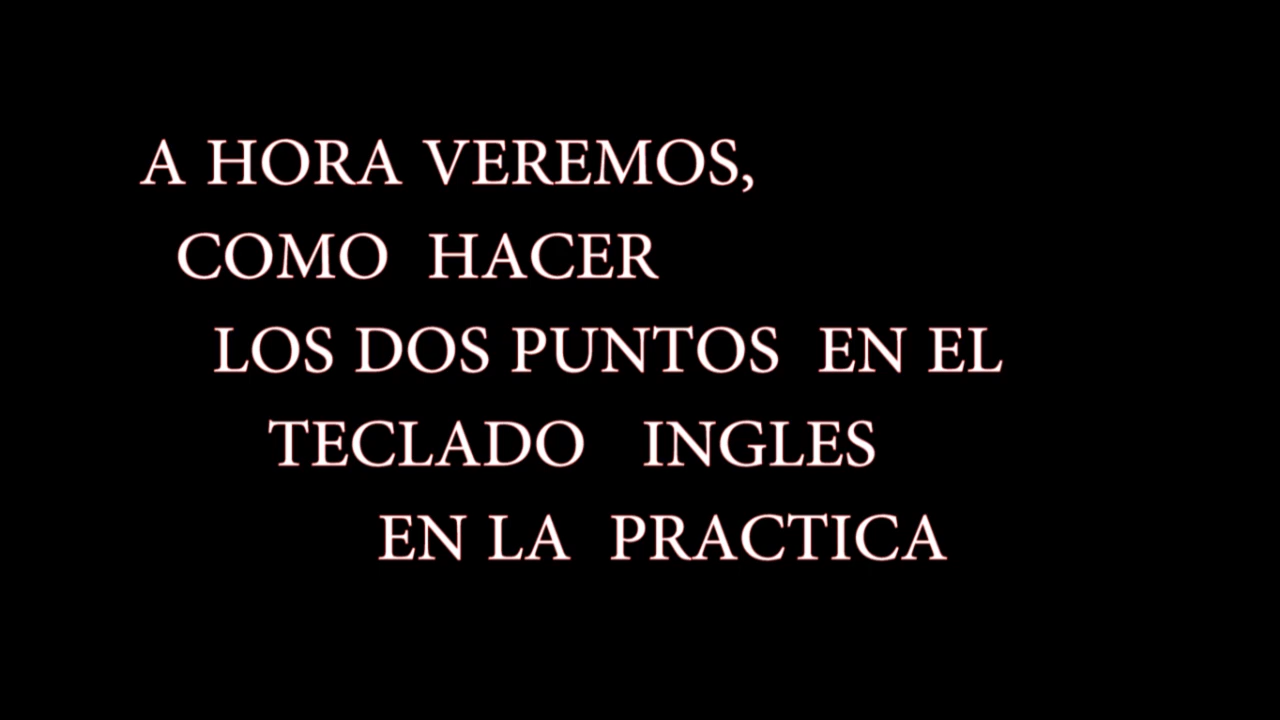 A HORA VEREMOS,
COMO HACER
LOS DOS PUNTOS EN EL
TECLADO INGLES
EN LA PRACTICA